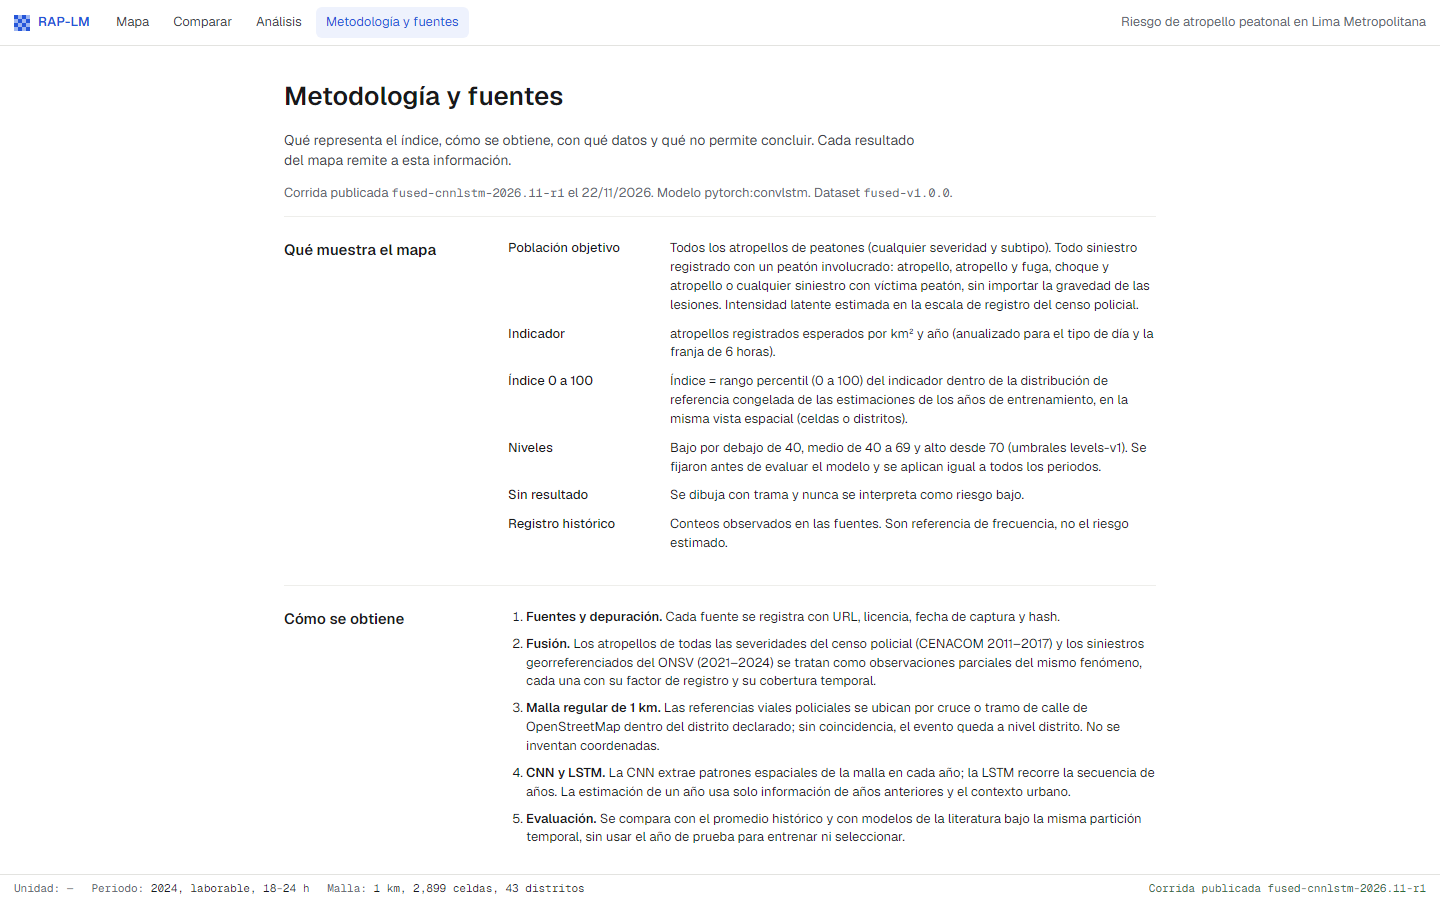 RAP-LM Mapa Comparar Análisis Metodología y fuentes Riesgo de atropello peatonal en Lima Metropolitana
Metodología y fuentes
Qué representa el índice, cómo se obtiene, con qué datos y qué no permite concluir. Cada resultado
del mapa remite a esta información.
Corrida publicada fused-cnnlstm-2026.11-r1 el 22/11/2026. Modelo pytorch:convlstm. Dataset fused-v1.0.0.
Qué muestra el mapa
Población objetivo
Todos los atropellos de peatones (cualquier severidad y subtipo). Todo siniestro
registrado con un peatón involucrado: atropello, atropello y fuga, choque y
atropello o cualquier siniestro con víctima peatón, sin importar la gravedad de las
lesiones. Intensidad latente estimada en la escala de registro del censo policial.
Indicador
atropellos registrados esperados por km² y año (anualizado para el tipo de día y la
franja de 6 horas).
Índice 0 a 100
Índice = rango percentil (0 a 100) del indicador dentro de la distribución de
referencia congelada de las estimaciones de los años de entrenamiento, en la
misma vista espacial (celdas o distritos).
Niveles
Bajo por debajo de 40, medio de 40 a 69 y alto desde 70 (umbrales levels-v1). Se
fijaron antes de evaluar el modelo y se aplican igual a todos los periodos.
Sin resultado
Se dibuja con trama y nunca se interpreta como riesgo bajo.
Registro histórico
Conteos observados en las fuentes. Son referencia de frecuencia, no el riesgo
estimado.
Cómo se obtiene
1. Fuentes y depuración. Cada fuente se registra con URL, licencia, fecha de captura y hash.
2. Fusión. Los atropellos de todas las severidades del censo policial (CENACOM 2011–2017) y los siniestros
georreferenciados del ONSV (2021–2024) se tratan como observaciones parciales del mismo fenómeno,
cada una con su factor de registro y su cobertura temporal.
3. Malla regular de 1 km. Las referencias viales policiales se ubican por cruce o tramo de calle de
OpenStreetMap dentro del distrito declarado; sin coincidencia, el evento queda a nivel distrito. No se
inventan coordenadas.
4. CNN y LSTM. La CNN extrae patrones espaciales de la malla en cada año; la LSTM recorre la secuencia de
años. La estimación de un año usa solo información de años anteriores y el contexto urbano.
5. Evaluación. Se compara con el promedio histórico y con modelos de la literatura bajo la misma partición
temporal, sin usar el año de prueba para entrenar ni seleccionar.
Unidad: — Periodo: 2024, laborable, 18–24 h Malla: 1 km, 2,899 celdas, 43 distritos Corrida publicada fused-cnnlstm-2026.11-r1